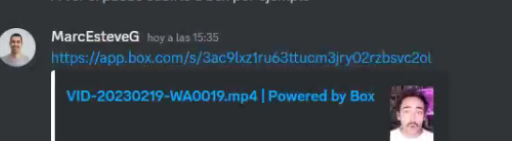 MarcEsteveG hoy a las 15:35
https://app.box.com/s/3ac9lxz1ru63ttucm3jry02rzbsvc2ol
VID-20230219-WA0019.mp4 | Powered by Box